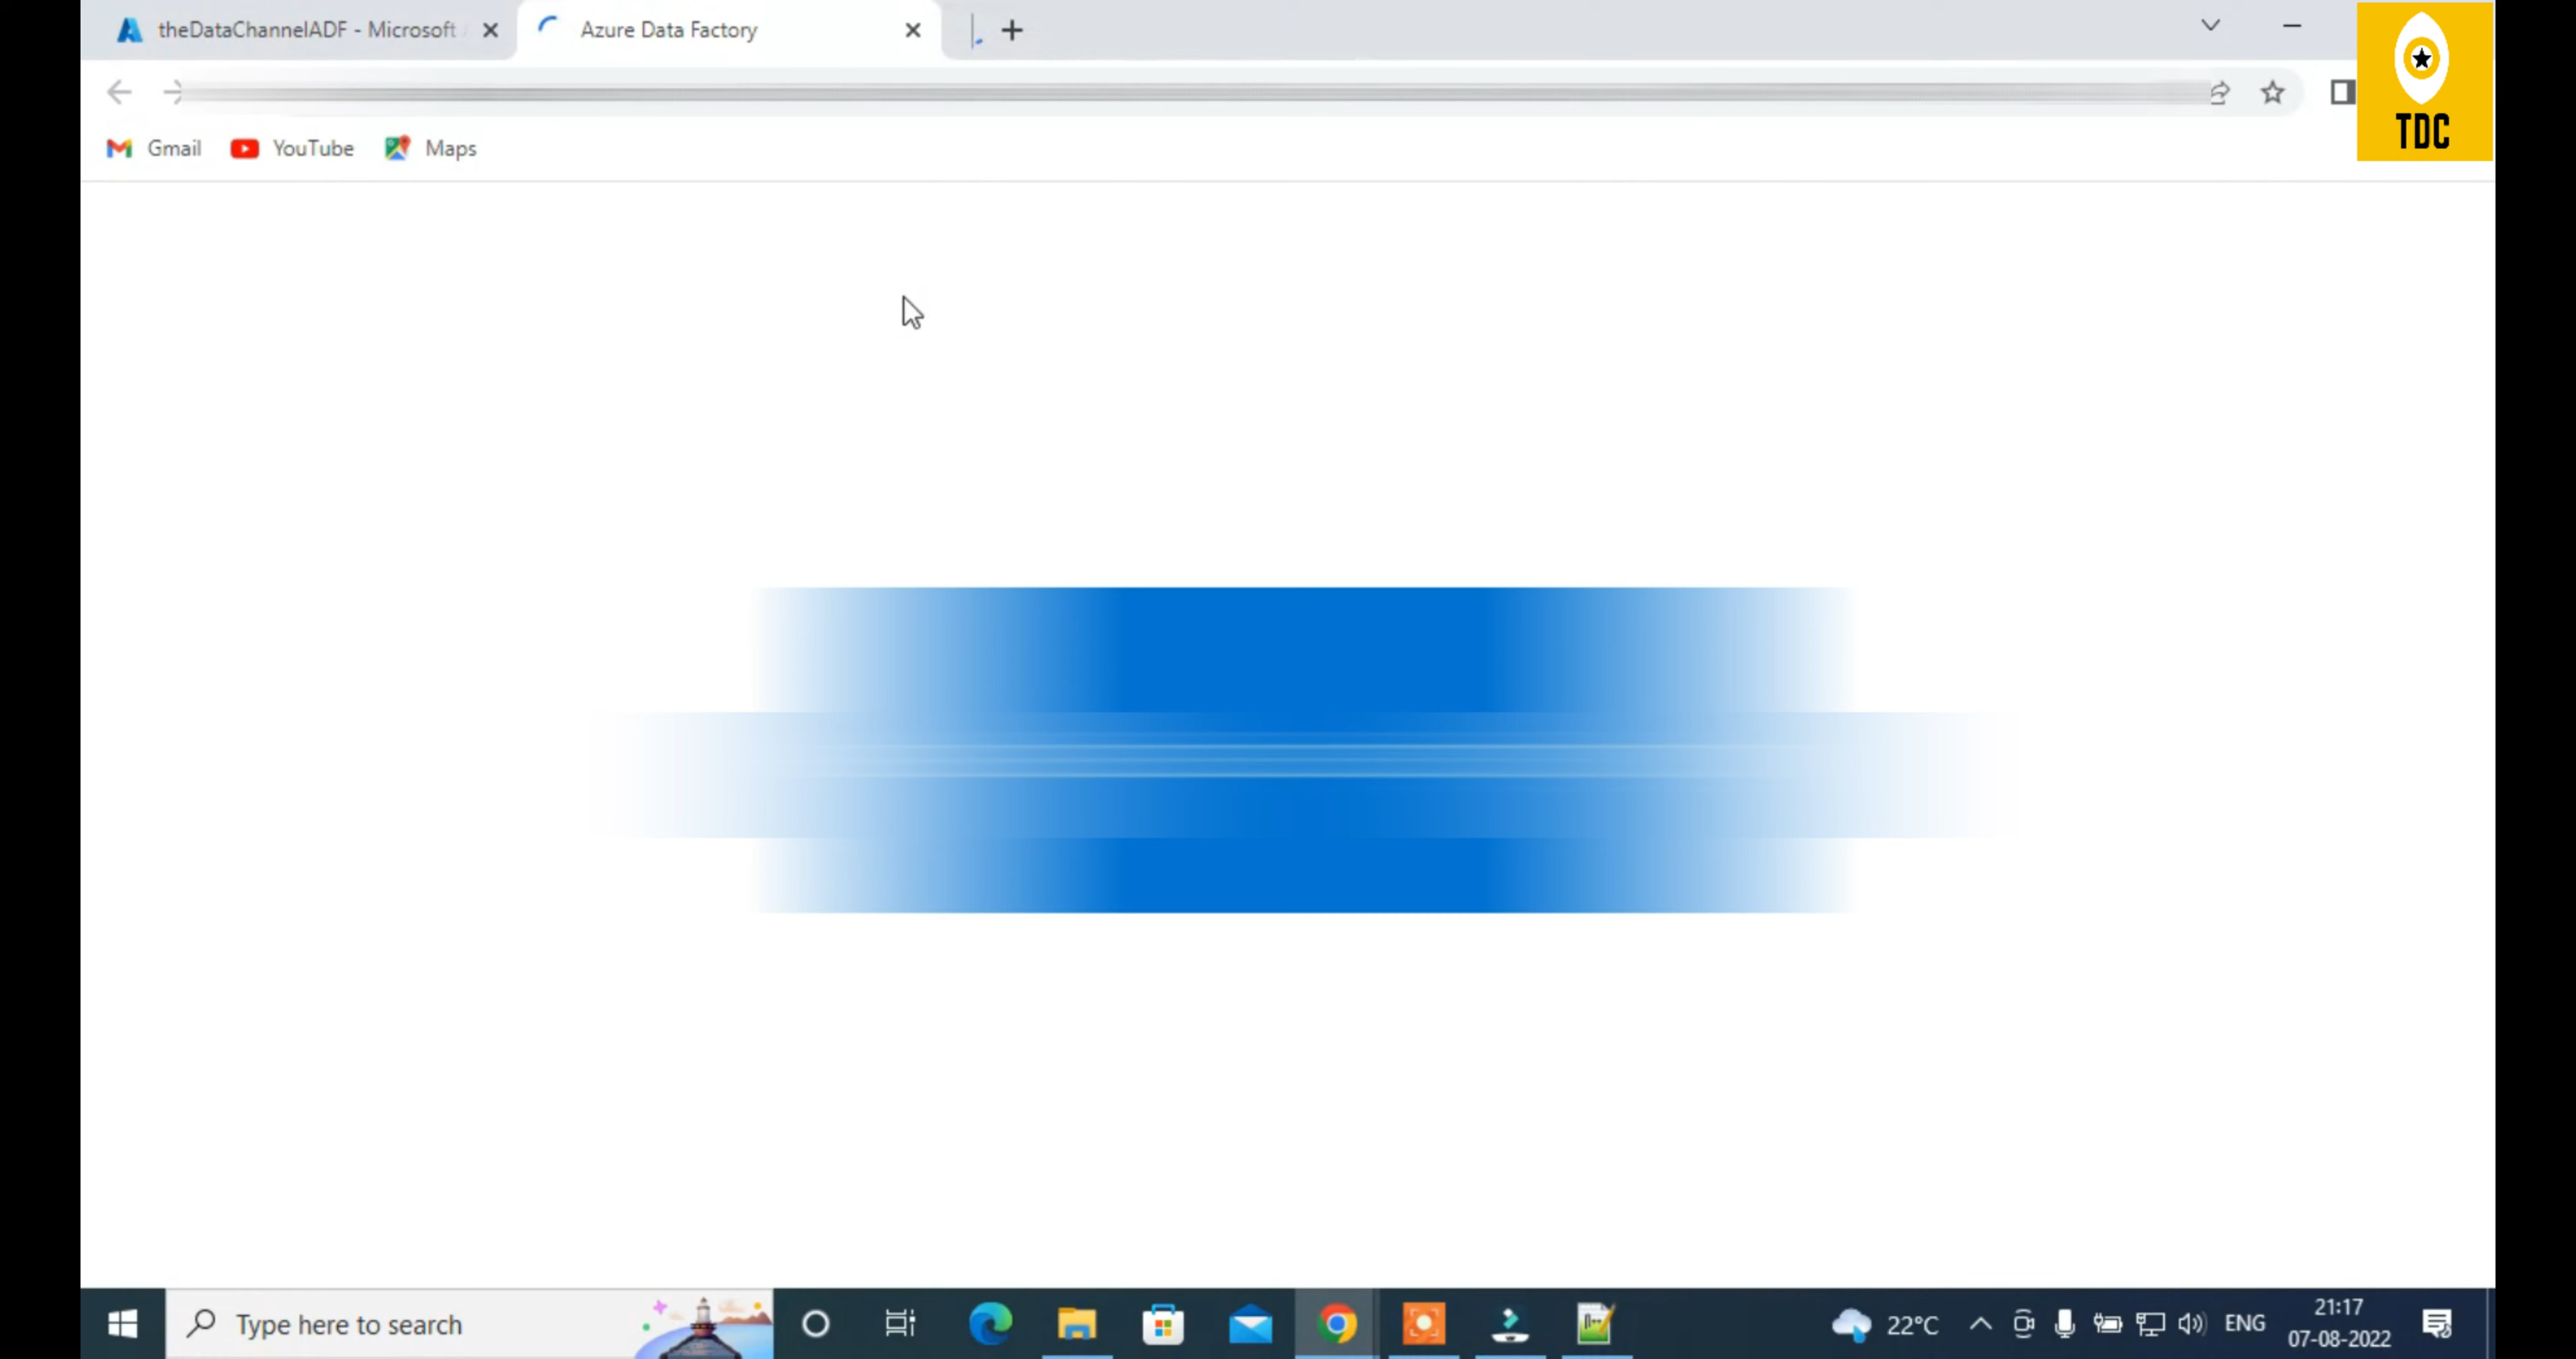 theDataChannelADF - Microsoft
Azure Data Factory
TDC
Gmail
YouTube
Maps
Type here to search
22°C
ENG
21:17
07-08-2022